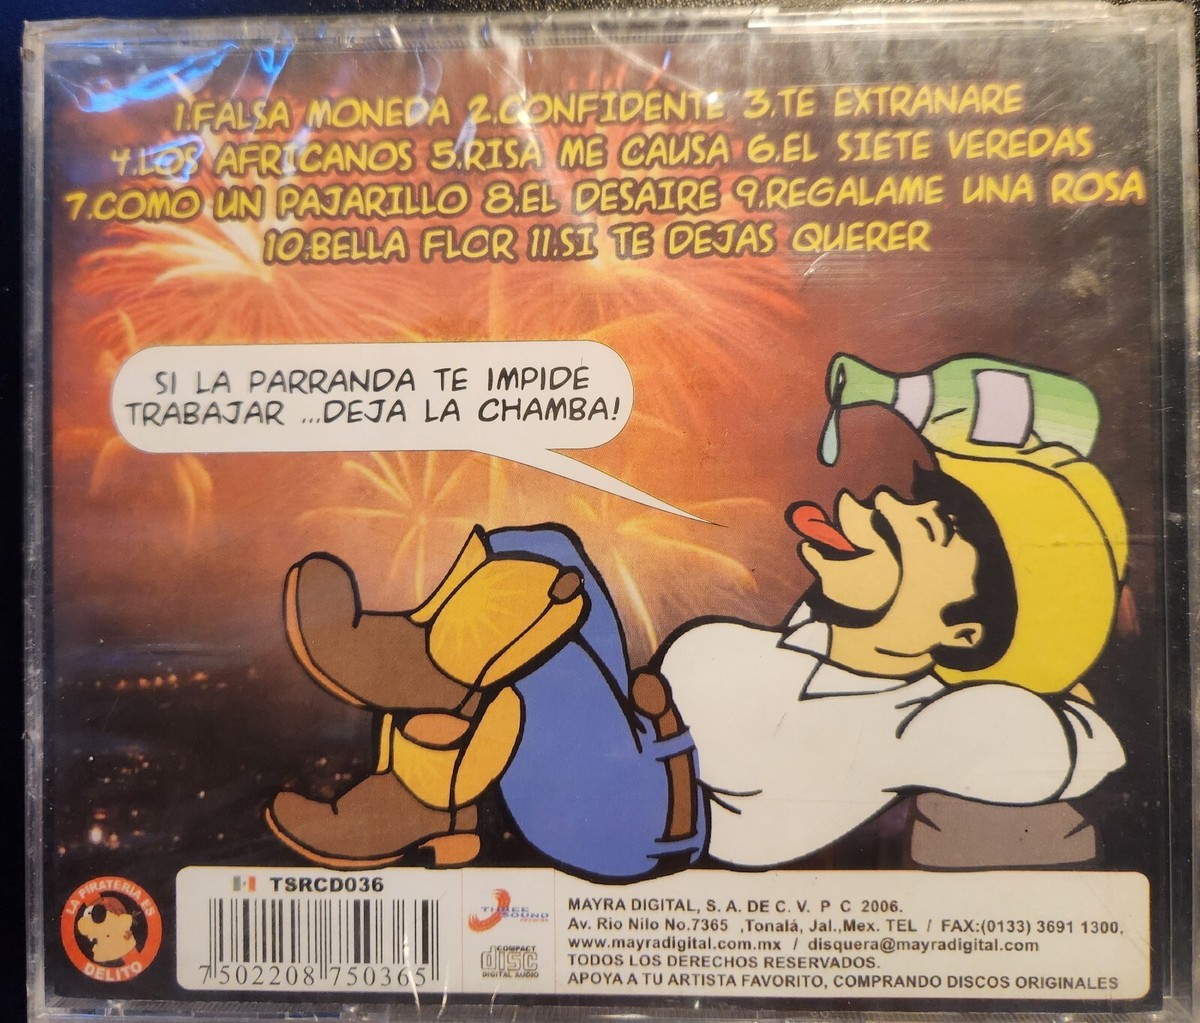 1.FALSA MONEDA 2.CONFIDENTE 3.TE EXTRANARE
4.LOS AFRICANOS 5.RISA ME CAUSA 6.EL SIETE VEREDAS
7.COMO UN PAJARILLO 8.EL DESAIRE 9.REGALAME UNA ROSA
10.BELLA FLOR 11.SI TE DEJAS QUERER
SI LA PARRANDA TE IMPIDE
TRABAJAR ...DEJA LA CHAMBA!
LA PIRATERIA ES
DELITO
TSRCD036
7 502208 750365
THREE
SOUND
RECORDS
COMPACT
disc
DIGITAL AUDIO
MAYRA DIGITAL, S.A. DE C. V. P C 2006.
Av. Rio Nilo No.7365 ,Tonalá, Jal.,Mex. TEL / FAX:(0133) 3691 1300,
www.mayradigital.com.mx / disquera@mayradigital.com
TODOS LOS DERECHOS RESERVADOS.
APOYA A TU ARTISTA FAVORITO, COMPRANDO DISCOS ORIGINALES